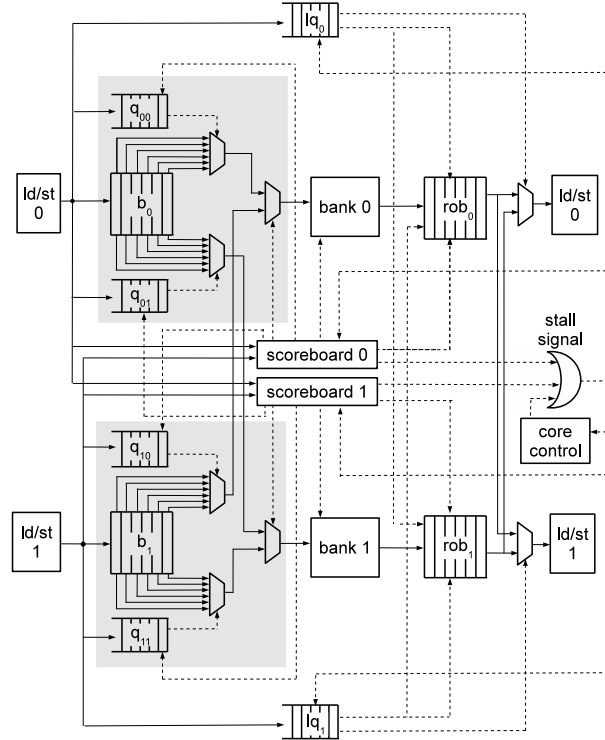 lq0
q00
ld/st
0
b0
bank 0
rob0
ld/st
0
q01
stall
signal
scoreboard 0
scoreboard 1
core
control
q10
ld/st
1
b1
bank 1
rob1
ld/st
1
q11
lq1